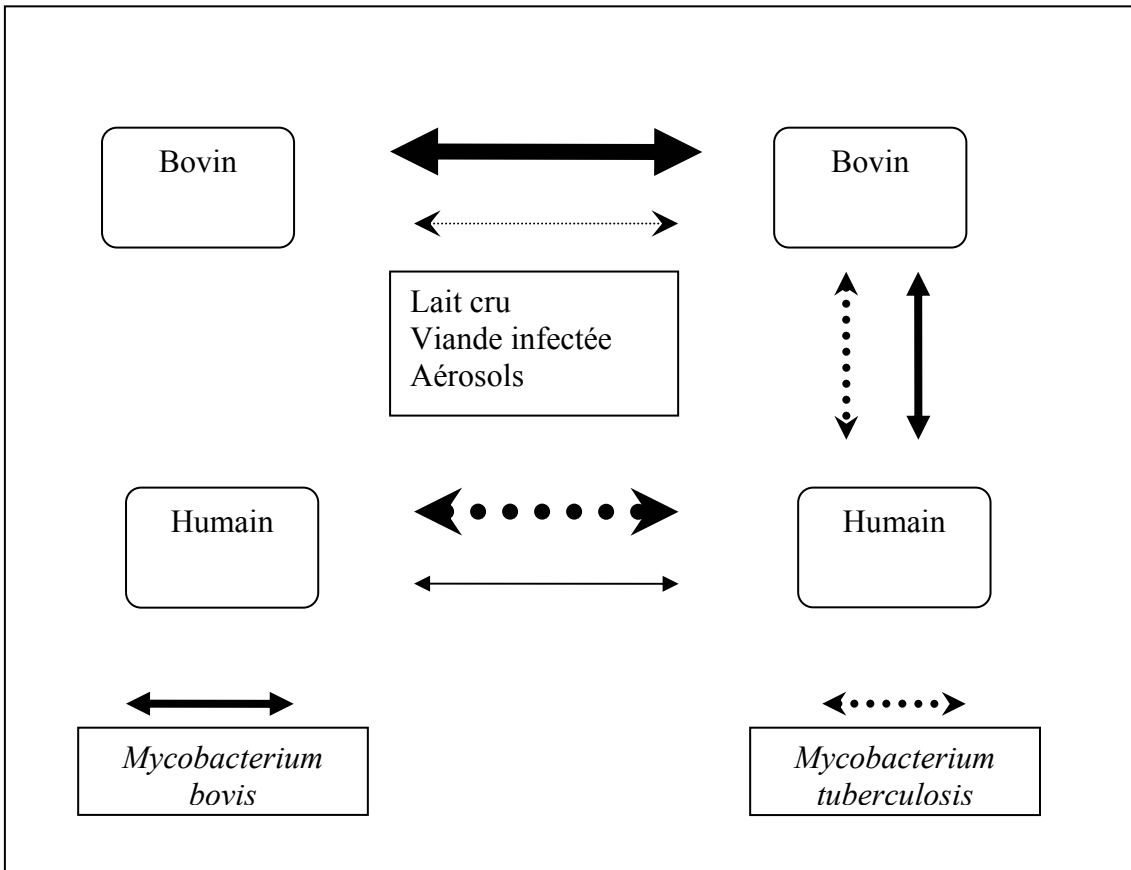 Bovin
Bovin
Lait cru
Viande infectée
Aérosols
Humain
Humain
Mycobacterium
bovis
Mycobacterium
tuberculosis